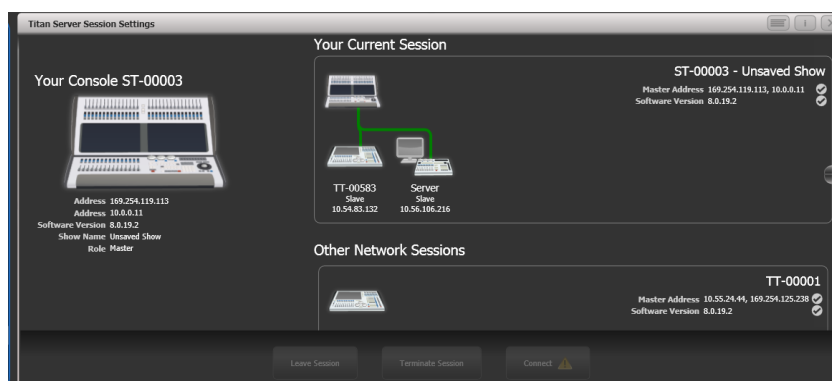 Titan Server Session Settings
Your Console ST-00003
Address 169.254.119.113
Address 10.0.0.11
Software Version 8.0.19.2
Show Name Unsaved Show
Role Master
Your Current Session
ST-00003 - Unsaved Show
Master Address 169.254.119.113, 10.0.0.11
Software Version 8.0.19.2
TT-00583
Slave
10.54.83.132
Server
Slave
10.56.106.216
Other Network Sessions
TT-00001
Master Address 10.55.24.44, 169.254.125.238
Software Version 8.0.19.2
Leave Session
Terminate Session
Connect